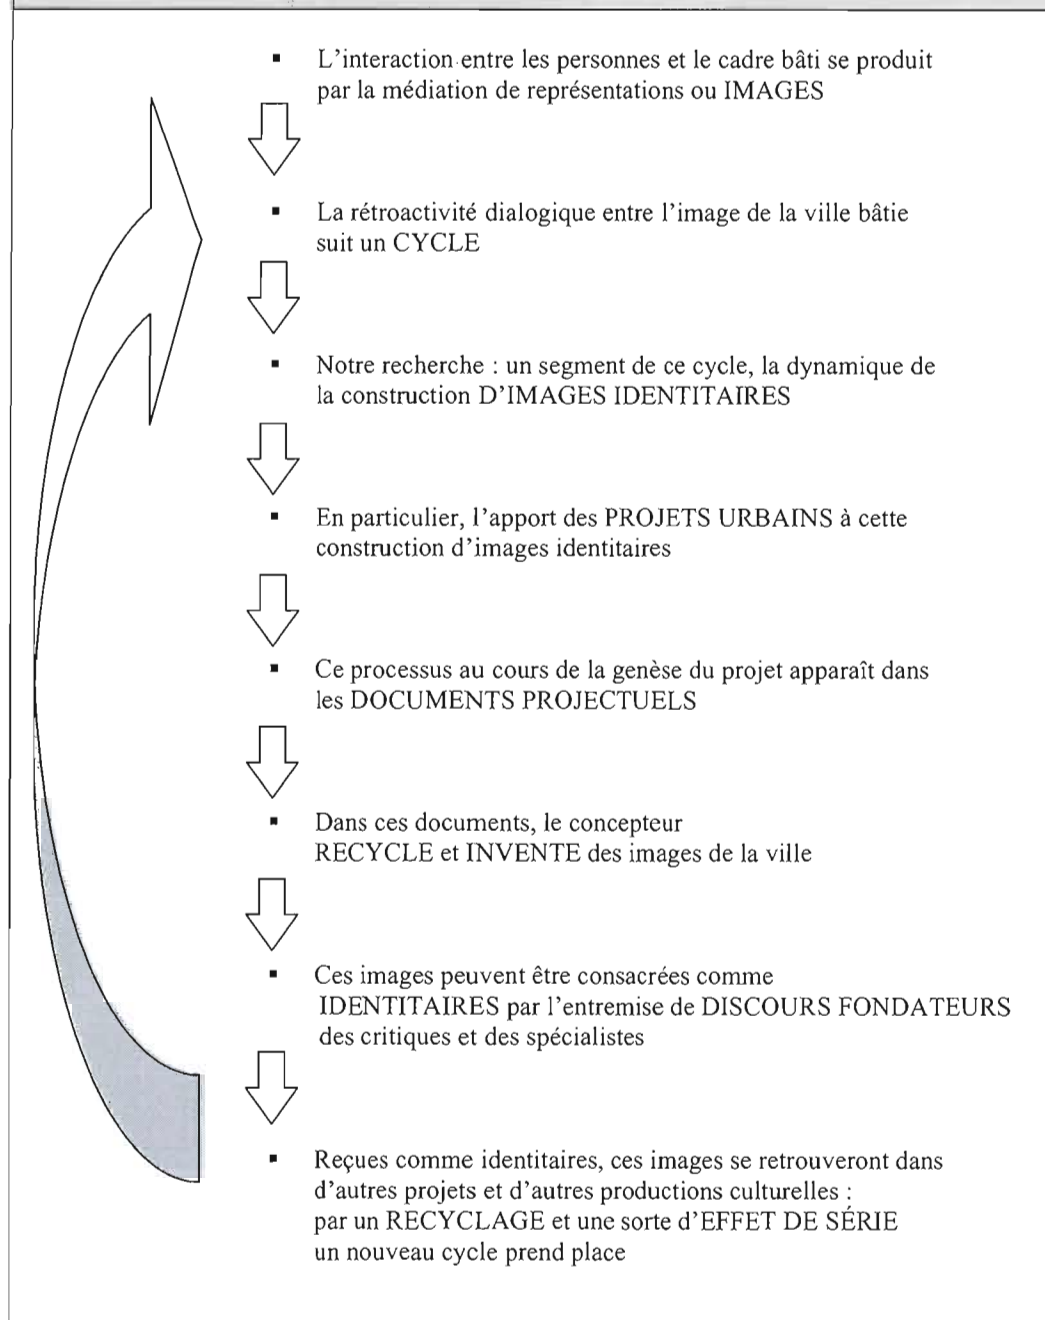 ▪ L'interaction entre les personnes et le cadre bâti se produit
par la médiation de représentations ou IMAGES
▪ La rétroactivité dialogique entre l'image de la ville bâtie
suit un CYCLE
▪ Notre recherche : un segment de ce cycle, la dynamique de
la construction D'IMAGES IDENTITAIRES
▪ En particulier, l'apport des PROJETS URBAINS à cette
construction d'images identitaires
▪ Ce processus au cours de la genèse du projet apparaît dans
les DOCUMENTS PROJECTUELS
▪ Dans ces documents, le concepteur
RECYCLE et INVENTE des images de la ville
▪ Ces images peuvent être consacrées comme
IDENTITAIRES par l'entremise de DISCOURS FONDATEURS
des critiques et des spécialistes
▪ Reçues comme identitaires, ces images se retrouveront dans
d'autres projets et d'autres productions culturelles :
par un RECYCLAGE et une sorte d'EFFET DE SÉRIE
un nouveau cycle prend place